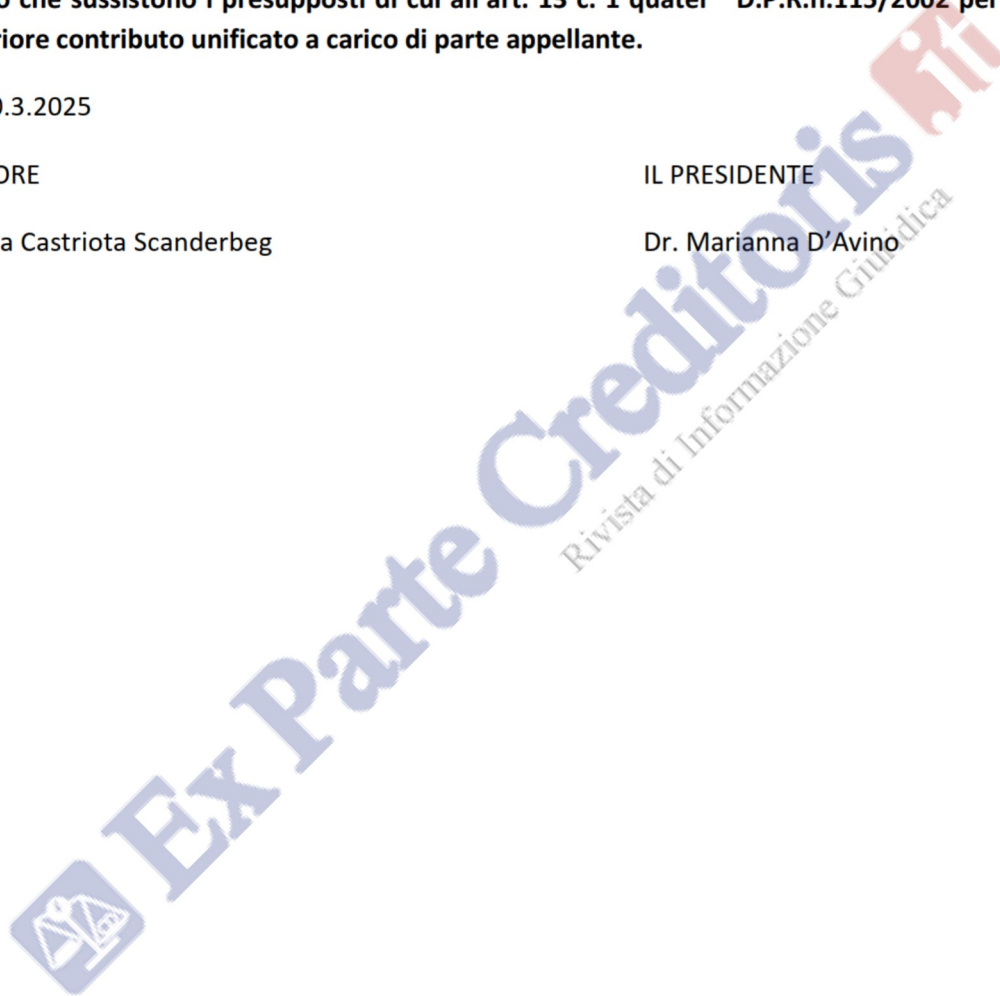 o che sussistono i presupposti di cui all'art. 13 c. 1 quater D.P.R.n.115/2002 per
riore contributo unificato a carico di parte appellante.
0.3.2025
ORE IL PRESIDENTE
a Castriota Scanderbeg Dr. Marianna D’Avino
Ex Parte Creditoris.it
Rivista di Informazione Giuridica